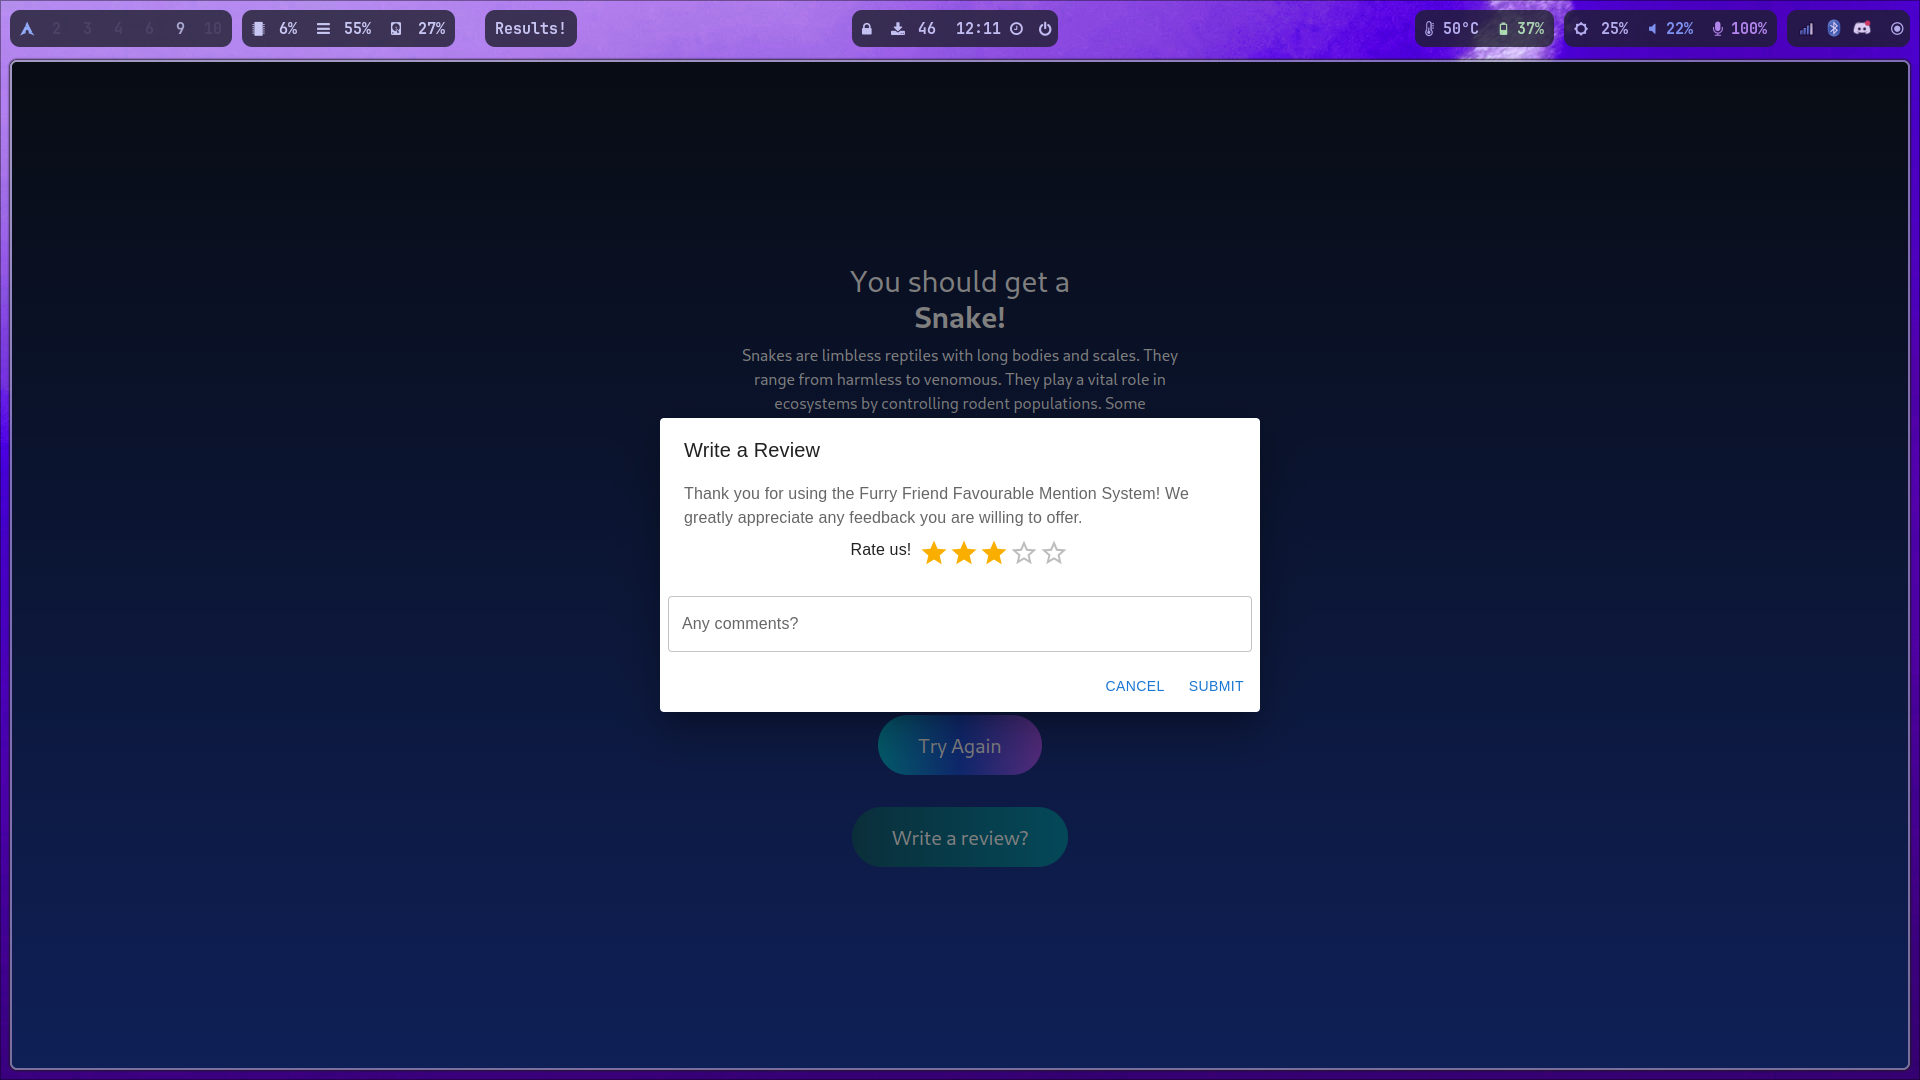 2 3 4 6 9 10
6% 55% 27%
Results!
46 12:11
50°C 37%
25% 22% 100%
You should get a
Snake!
Snakes are limbless reptiles with long bodies and scales. They
range from harmless to venomous. They play a vital role in
ecosystems by controlling rodent populations. Some
Write a Review
Thank you for using the Furry Friend Favourable Mention System! We
greatly appreciate any feedback you are willing to offer.
Rate us!
Any comments?
CANCEL SUBMIT
Try Again
Write a review?